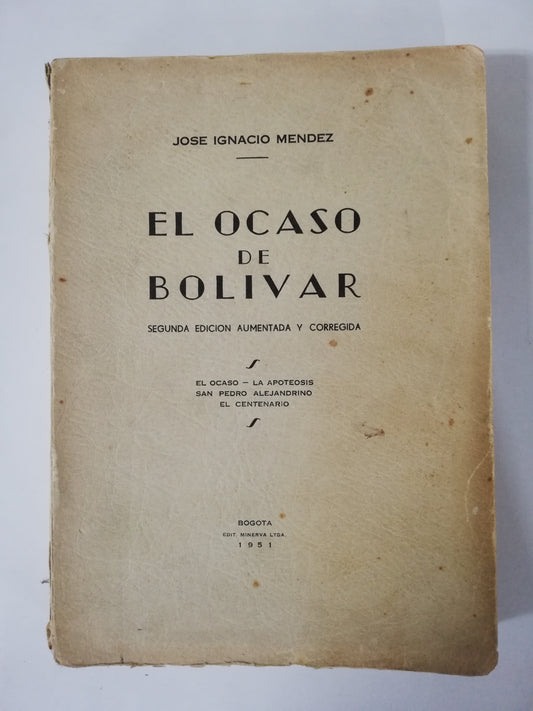 JOSE IGNACIO MENDEZ
EL OCASO
DE
BOLIVAR
SEGUNDA EDICION AUMENTADA Y CORREGIDA
EL OCASO — LA APOTEOSIS
SAN PEDRO ALEJANDRINO
EL CENTENARIO
BOGOTA
EDIT. MINERVA LTDA.
1951